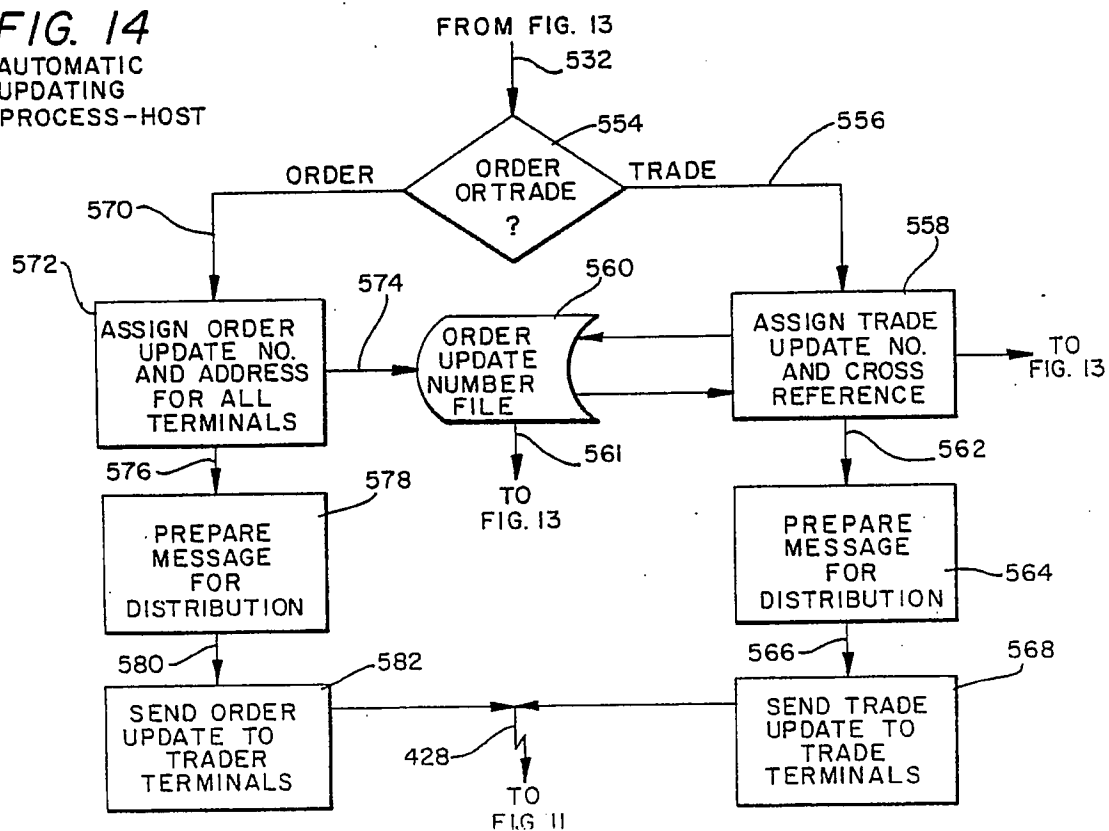 FIG. 14
AUTOMATIC
UPDATING
PROCESS-HOST
FROM FIG. 13
532
554
556
ORDER
OR TRADE
?
ORDER
TRADE
570
572
574
560
558
ASSIGN ORDER
UPDATE NO.
AND ADDRESS
FOR ALL
TERMINALS
ORDER
UPDATE
NUMBER
FILE
ASSIGN TRADE
UPDATE NO.
AND CROSS
REFERENCE
TO
FIG. 13
576
578
561
TO
FIG. 13
562
PREPARE
MESSAGE
FOR
DISTRIBUTION
PREPARE
MESSAGE
FOR
DISTRIBUTION
564
580
582
566
568
SEND ORDER
UPDATE TO
TRADER
TERMINALS
428
TO
FIG 11
SEND TRADE
UPDATE TO
TRADE
TERMINALS